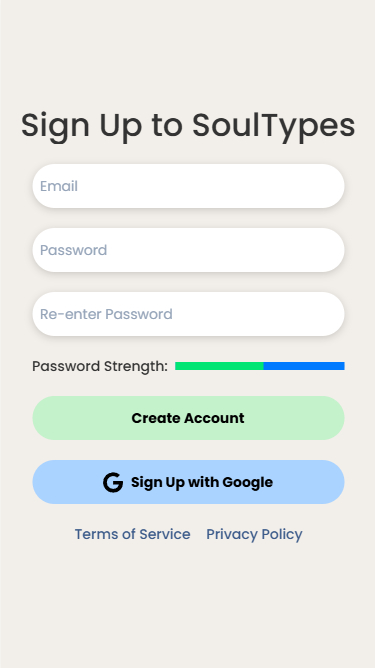 Sign Up to SoulTypes
Email
Password
Re-enter Password
Password Strength:
Create Account
Sign Up with Google
Terms of Service Privacy Policy